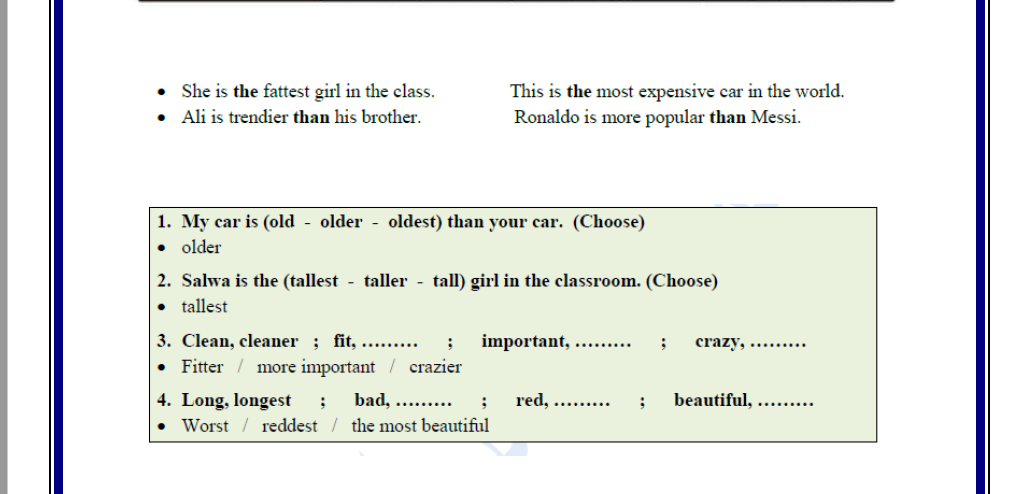 • She is the fattest girl in the class. This is the most expensive car in the world.
• Ali is trendier than his brother. Ronaldo is more popular than Messi.
1. My car is (old - older - oldest) than your car. (Choose)
• older
2. Salwa is the (tallest - taller - tall) girl in the classroom. (Choose)
• tallest
3. Clean, cleaner ; fit, ……… ; important, ……… ; crazy, ………
• Fitter / more important / crazier
4. Long, longest ; bad, ……… ; red, ……… ; beautiful, ………
• Worst / reddest / the most beautiful